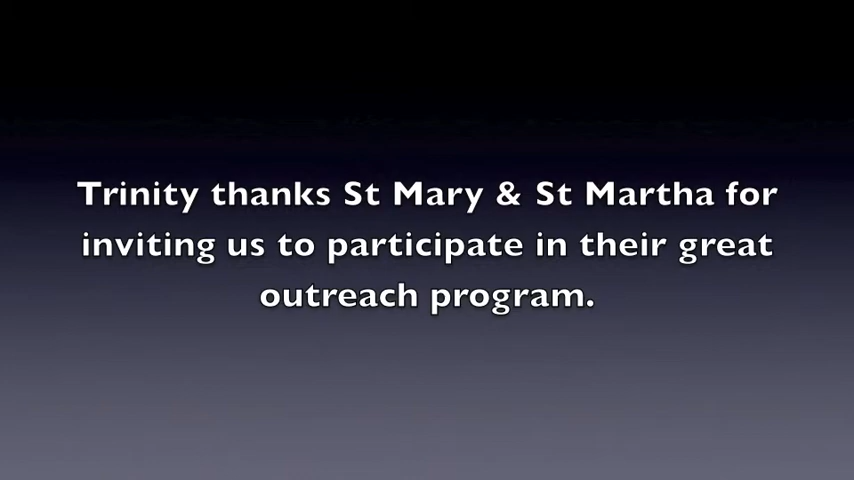 Trinity thanks St Mary & St Martha for
inviting us to participate in their great
outreach program.